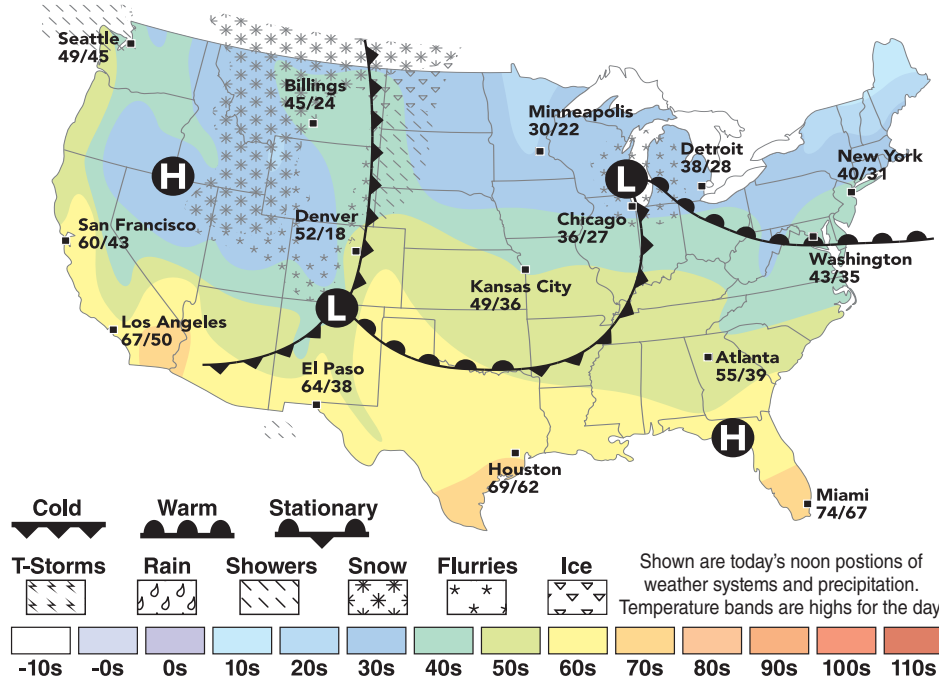 Seattle
49/45
Billings
45/24
Minneapolis
30/22
Detroit
38/28
New York
40/31
H
L
San Francisco
60/43
Denver
52/18
Chicago
36/27
Washington
43/35
Kansas City
49/36
L
Los Angeles
67/50
El Paso
64/38
Atlanta
55/39
H
Houston
69/62
Miami
74/67
Cold
Warm
Stationary
T-Storms
Rain
Showers
Snow
Flurries
Ice
Shown are today’s noon postions of
weather systems and precipitation.
Temperature bands are highs for the day
-10s -0s 0s 10s 20s 30s 40s 50s 60s 70s 80s 90s 100s 110s